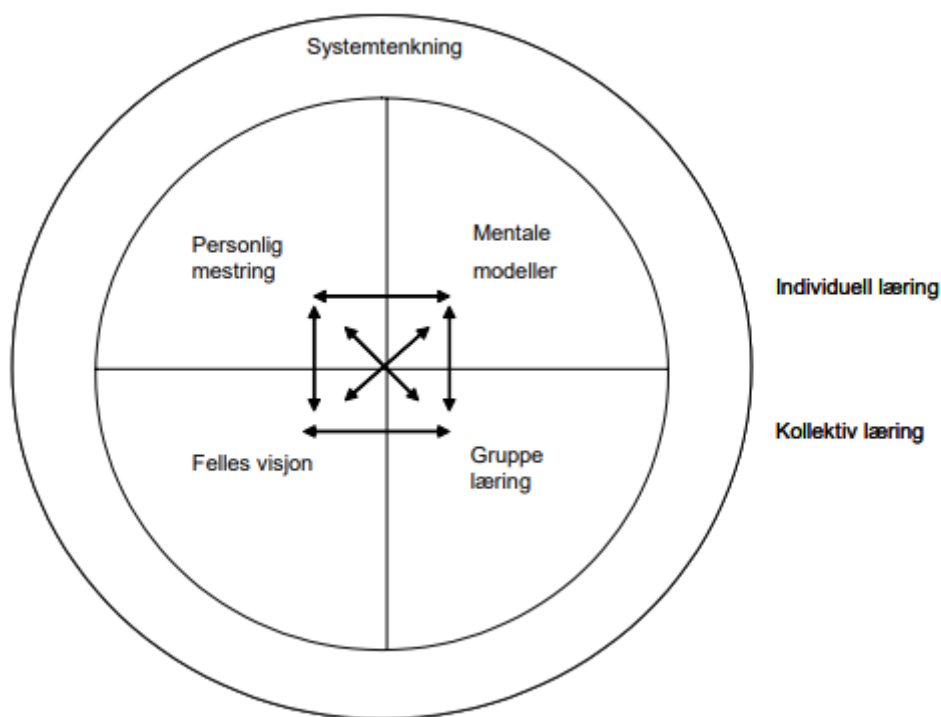 Systemtenkning
Personlig
mestring
Mentale
modeller
Individuell læring
Kollektiv læring
Felles visjon
Gruppe
læring